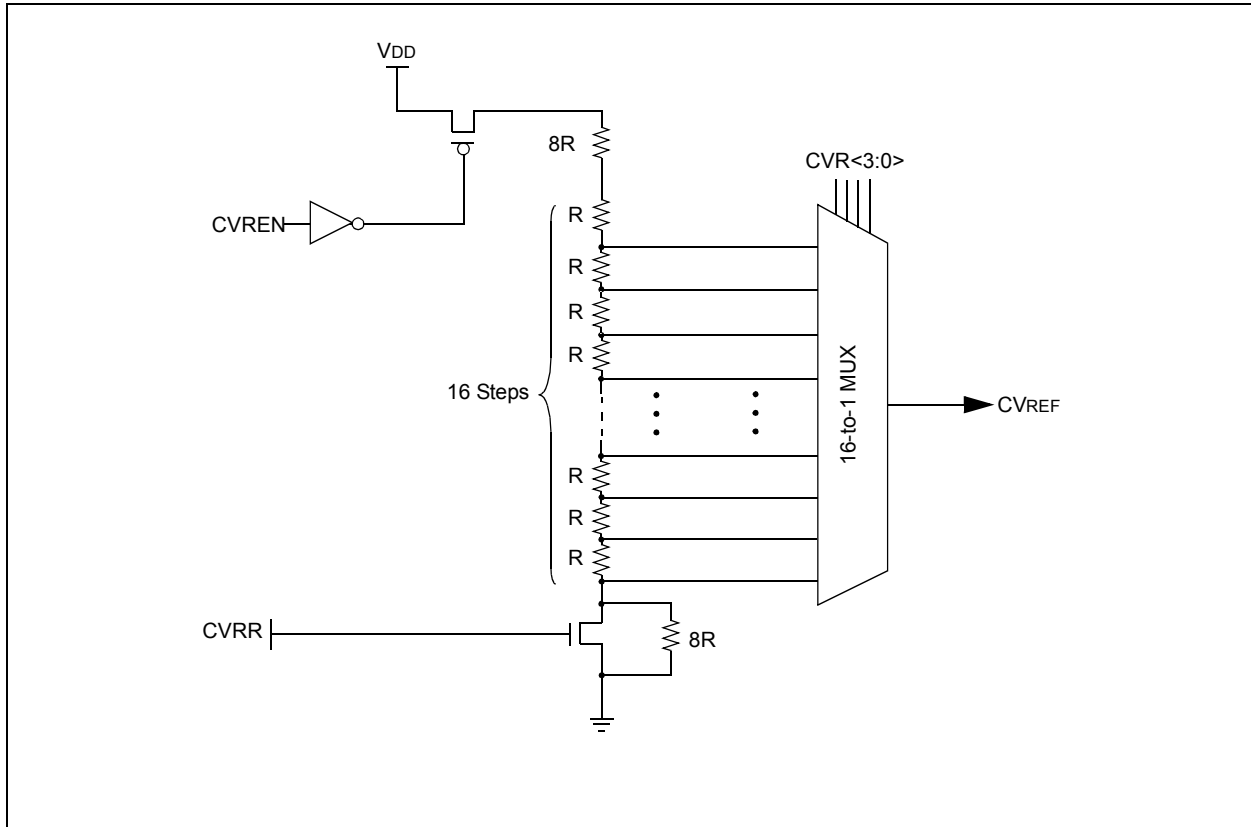 VDD
8R
CVR<3:0>
CVREN
R
R
R
R
16 Steps
16-to-1 MUX
CVREF
R
R
R
CVRR
8R